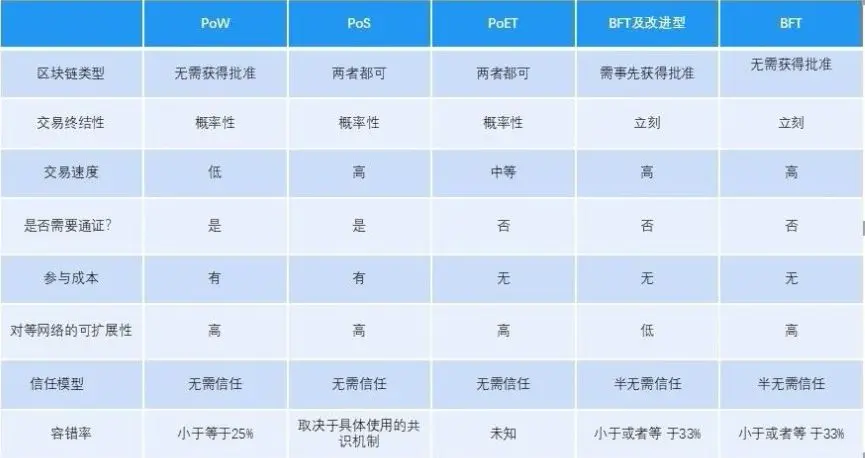 PoW PoS PoET BFT及改进型 BFT
区块链类型 无需获得批准 两者都可 两者都可 需事先获得批准 无需获得批准
交易终结性 概率性 概率性 概率性 立刻 立刻
交易速度 低 高 中等 高 高
是否需要通证? 是 是 否 否 否
参与成本 有 有 无 无 无
对等网络的可扩展性 高 高 高 低 高
信任模型 无需信任 无需信任 无需信任 半无需信任 半无需信任
容错率 小于等于25% 取决于具体使用的共 未知 小于或者等 于33% 小于或者等 于33%
识机制